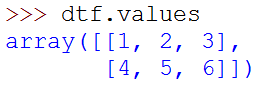 >>> dtf.values
array([[1, 2, 3],
       [4, 5, 6]])